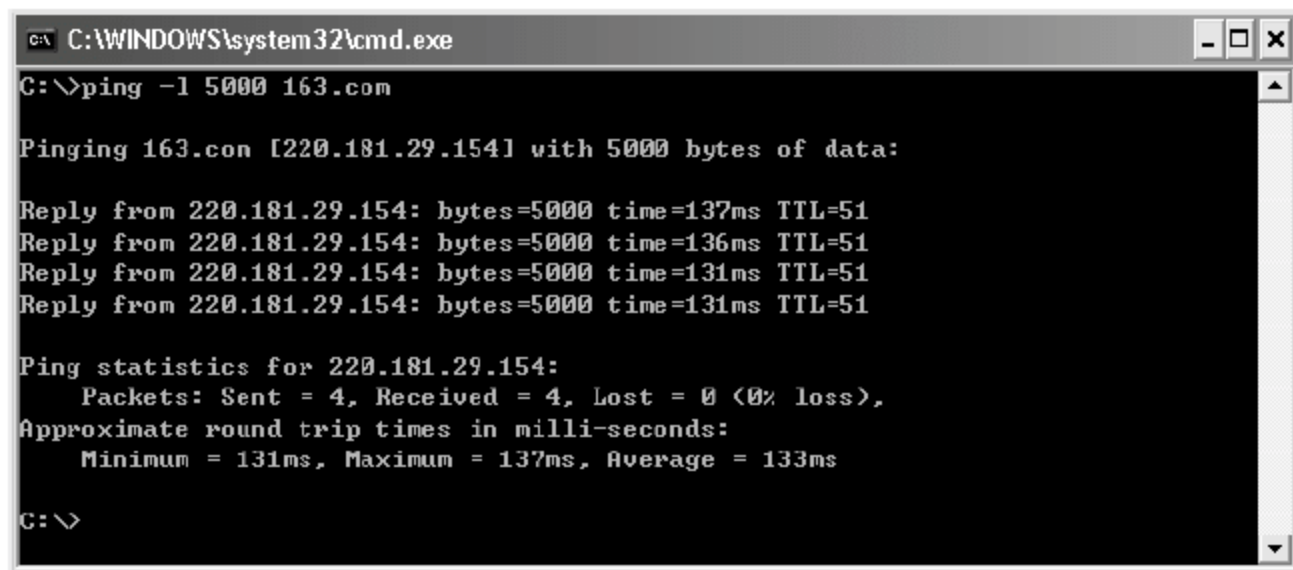 C:\WINDOWS\system32\cmd.exe
C:\>ping -l 5000 163.com
Pinging 163.con [220.181.29.154] with 5000 bytes of data:
Reply from 220.181.29.154: bytes=5000 time=137ms TTL=51
Reply from 220.181.29.154: bytes=5000 time=136ms TTL=51
Reply from 220.181.29.154: bytes=5000 time=131ms TTL=51
Reply from 220.181.29.154: bytes=5000 time=131ms TTL=51
Ping statistics for 220.181.29.154:
Packets: Sent = 4, Received = 4, Lost = 0 (0% loss),
Approximate round trip times in milli-seconds:
Minimum = 131ms, Maximum = 137ms, Average = 133ms
C:\>